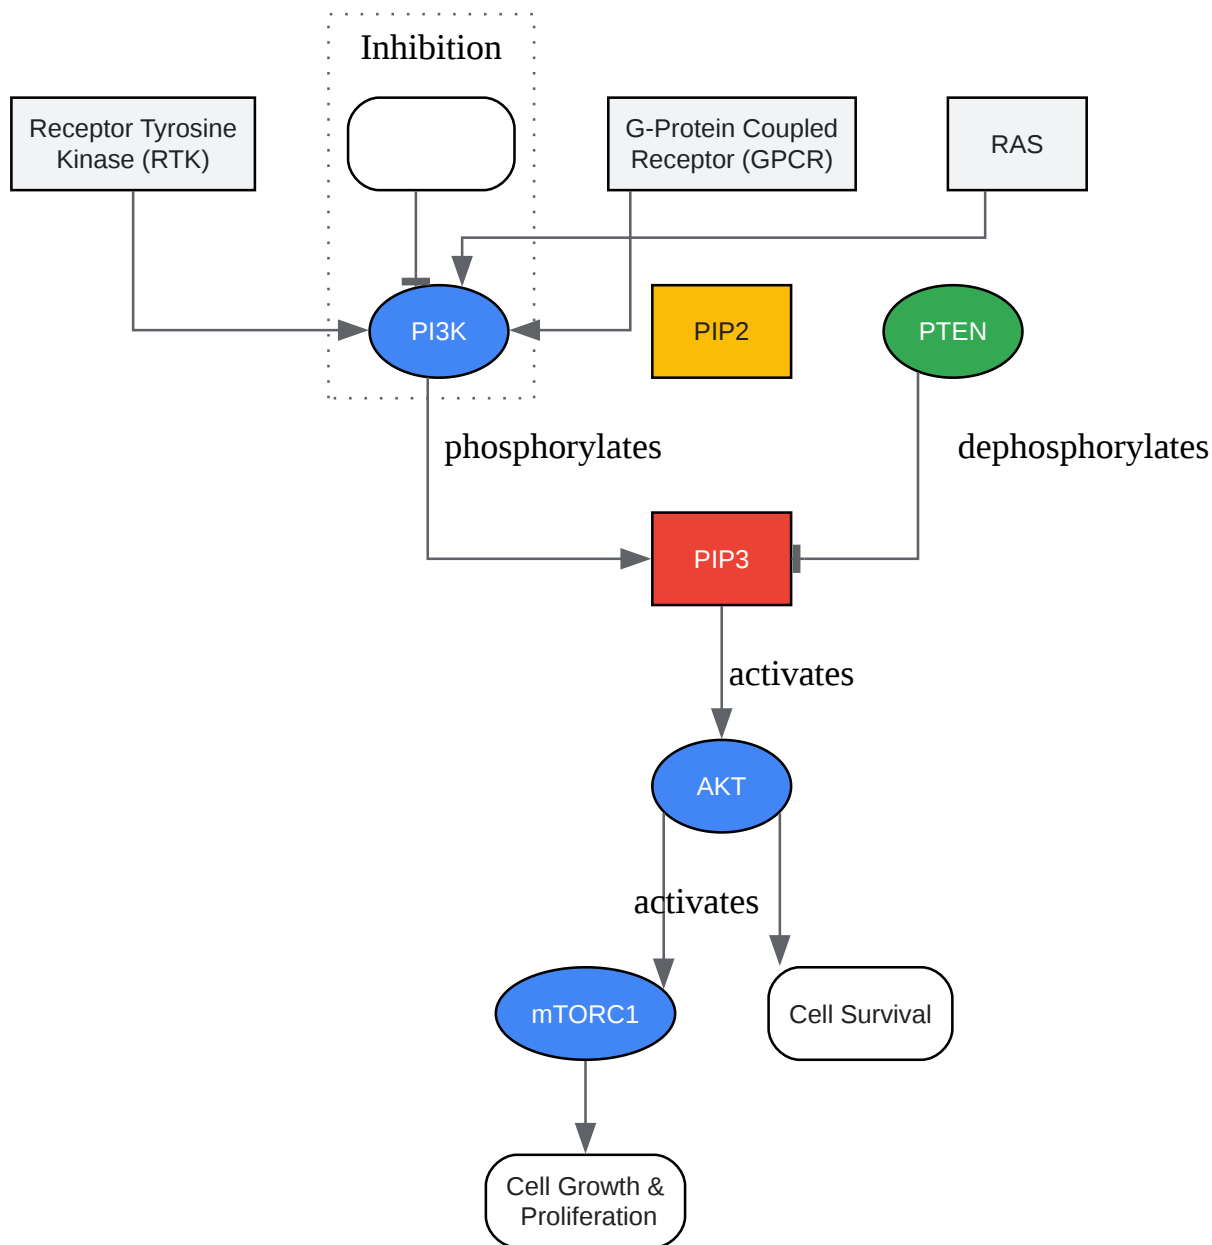 Inhibition
Receptor Tyrosine
Kinase (RTK)
G-Protein Coupled
Receptor (GPCR)
RAS
PI3K
PIP2
PTEN
phosphorylates
dephosphorylates
PIP3
activates
AKT
activates
mTORC1
Cell Survival
Cell Growth &
Proliferation